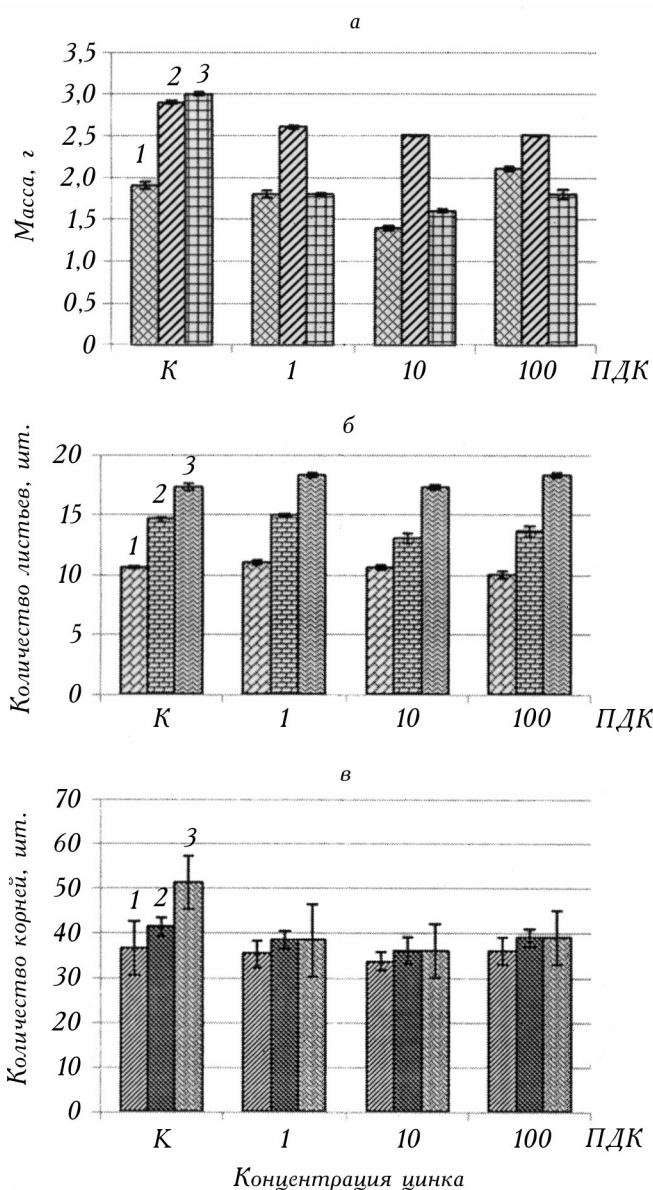 а
3,5
3,0
2,5
2,0
1,5
1,0
0,5
0
Масса, г
1 2 3
К 1 10 100 ПДК
б
20
15
10
5
0
Количество листьев, шт.
1 2 3
К 1 10 100 ПДК
в
70
60
50
40
30
20
10
0
Количество корней, шт.
1 2 3
К 1 10 100 ПДК
Концентрация цинка